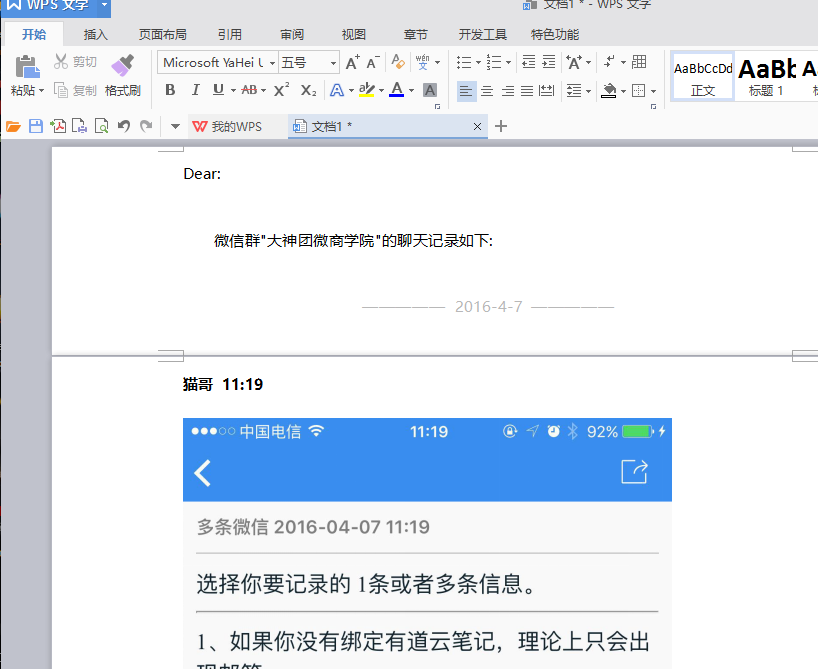 WPS 文字
文档1 * - WPS 文字
开始 插入 页面布局 引用 审阅 视图 章节 开发工具 特色功能
粘贴 剪切 复制 格式刷
Microsoft YaHei 五号
B I U AB X² X₂ A A
AaBbCcDd 正文
AaBb 标题 1
我的WPS 文档1 *
Dear:
微信群"大神团微商学院"的聊天记录如下:
————— 2016-4-7 —————
猫哥 11:19
中国电信 11:19 92%
多条微信 2016-04-07 11:19
选择你要记录的 1条或者多条信息。
1、如果你没有绑定有道云笔记，理论上只会出